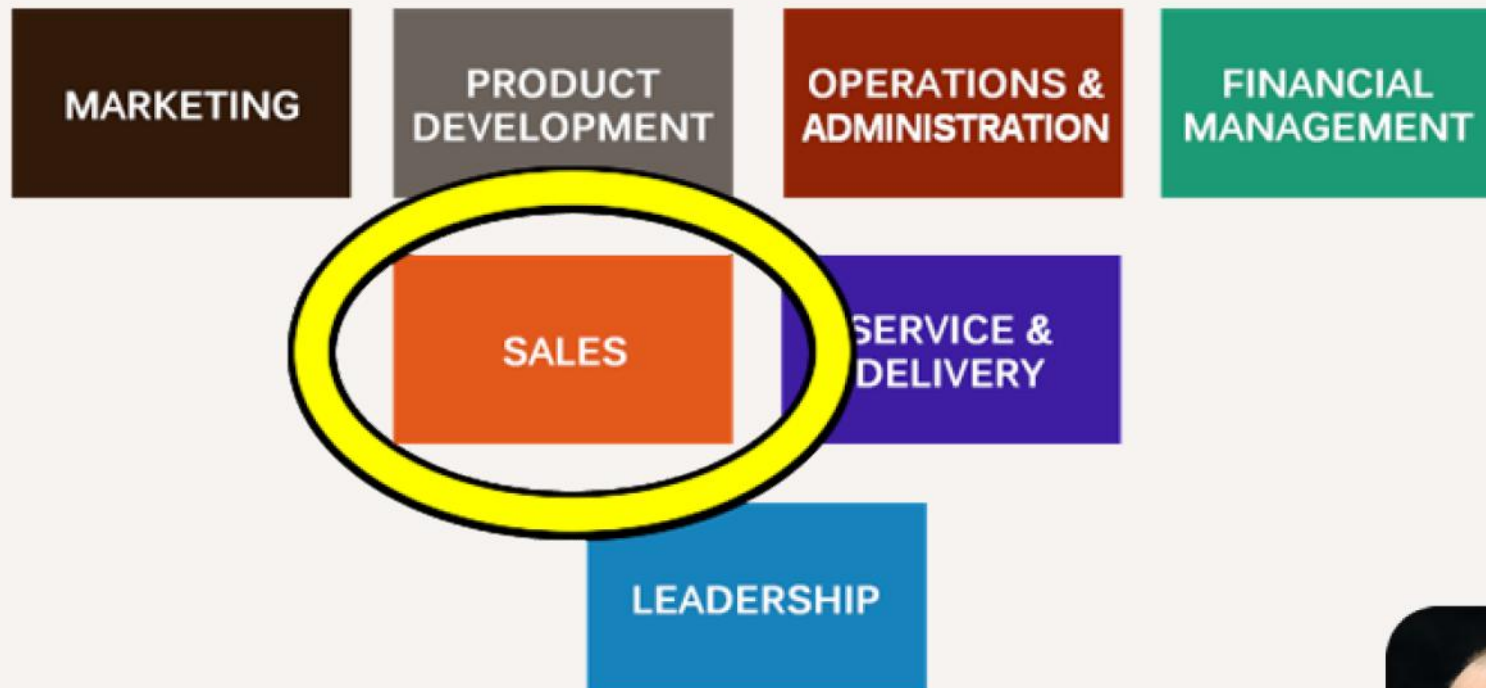 MARKETING
PRODUCT
DEVELOPMENT
OPERATIONS &
ADMINISTRATION
FINANCIAL
MANAGEMENT
SALES
SERVICE &
DELIVERY
LEADERSHIP